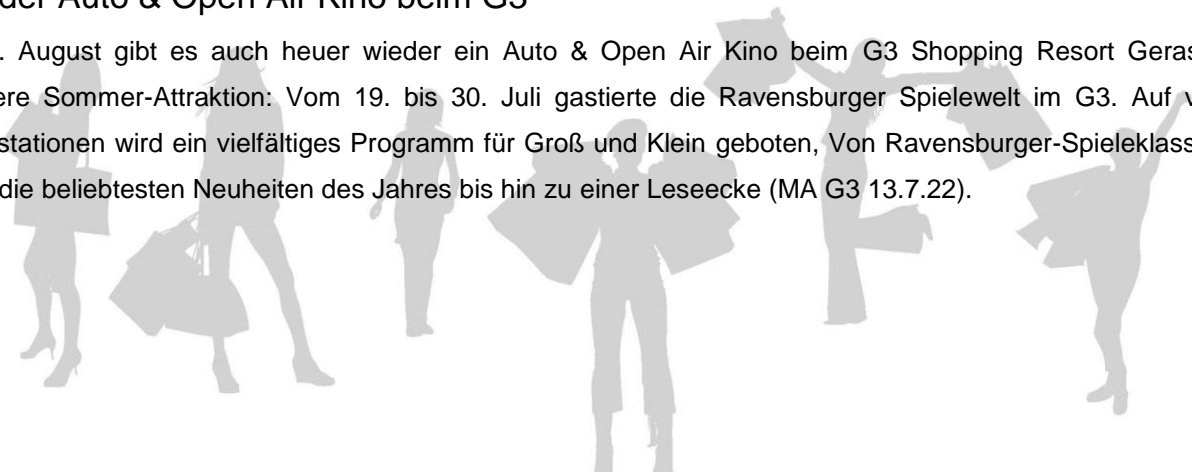 der Auto & Open Air Kino beim G3
. August gibt es auch heuer wieder ein Auto & Open Air Kino beim G3 Shopping Resort Geras
ere Sommer-Attraktion: Vom 19. bis 30. Juli gastierte die Ravensburger Spielewelt im G3. Auf v
stationen wird ein vielfältiges Programm für Groß und Klein geboten, Von Ravensburger-Spieleklass
die beliebtesten Neuheiten des Jahres bis hin zu einer Leseecke (MA G3 13.7.22).